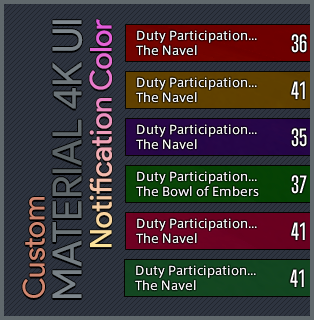 Custom
MATERIAL 4K UI
Notification Color
Duty Participation...
The Navel
36
Duty Participation...
The Navel
41
Duty Participation...
The Navel
35
Duty Participation...
The Bowl of Embers
37
Duty Participation...
The Navel
41
Duty Participation...
The Navel
41